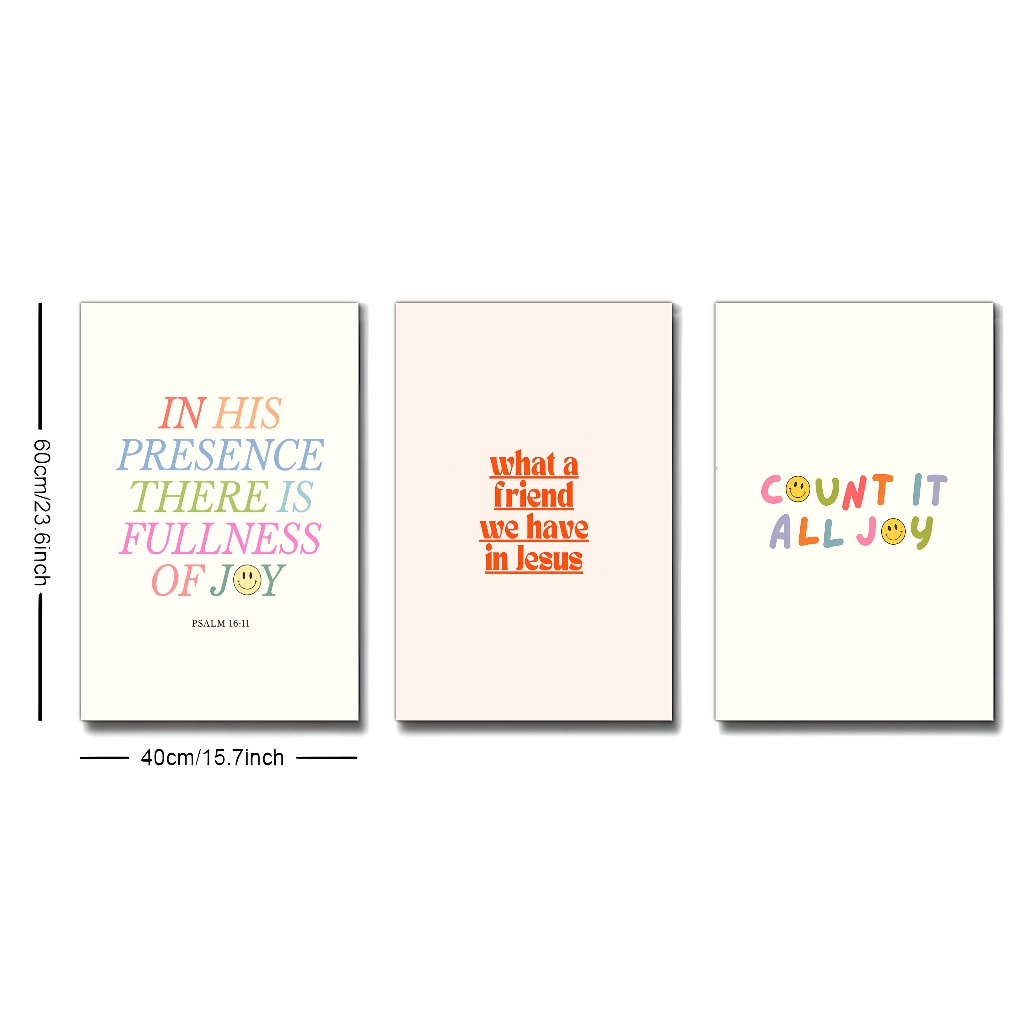 60cm/23.6inch
IN HIS
PRESENCE
THERE IS
FULLNESS
OF JOY
PSALM 16:11
what a
friend
we have
in Jesus
COUNT IT
ALL JOY
40cm/15.7inch